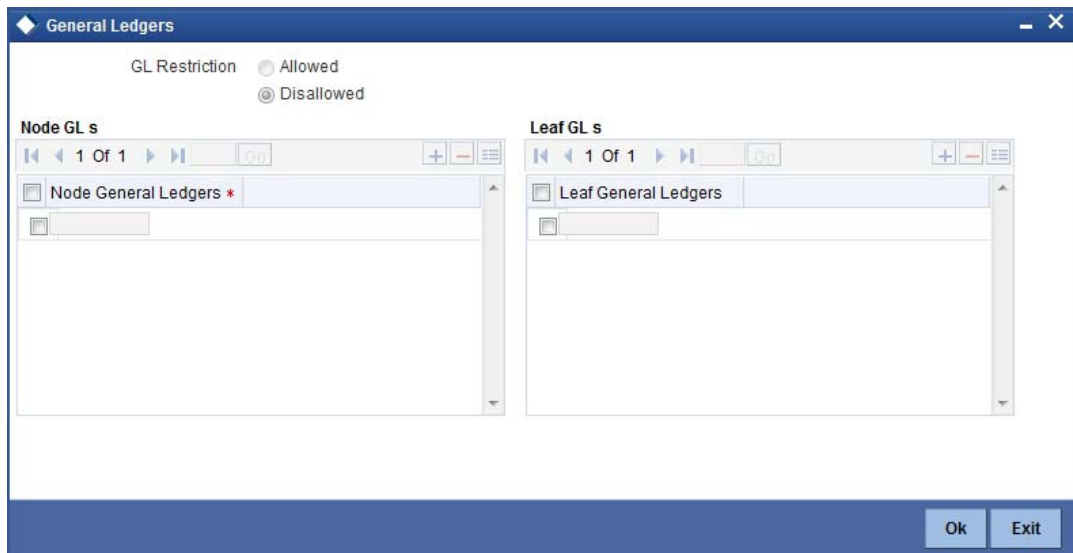 General Ledgers
GL Restriction
Allowed
Disallowed
Node GL s
1 Of 1
Go
Node General Ledgers *
Leaf GL s
1 Of 1
Go
Leaf General Ledgers
Ok
Exit